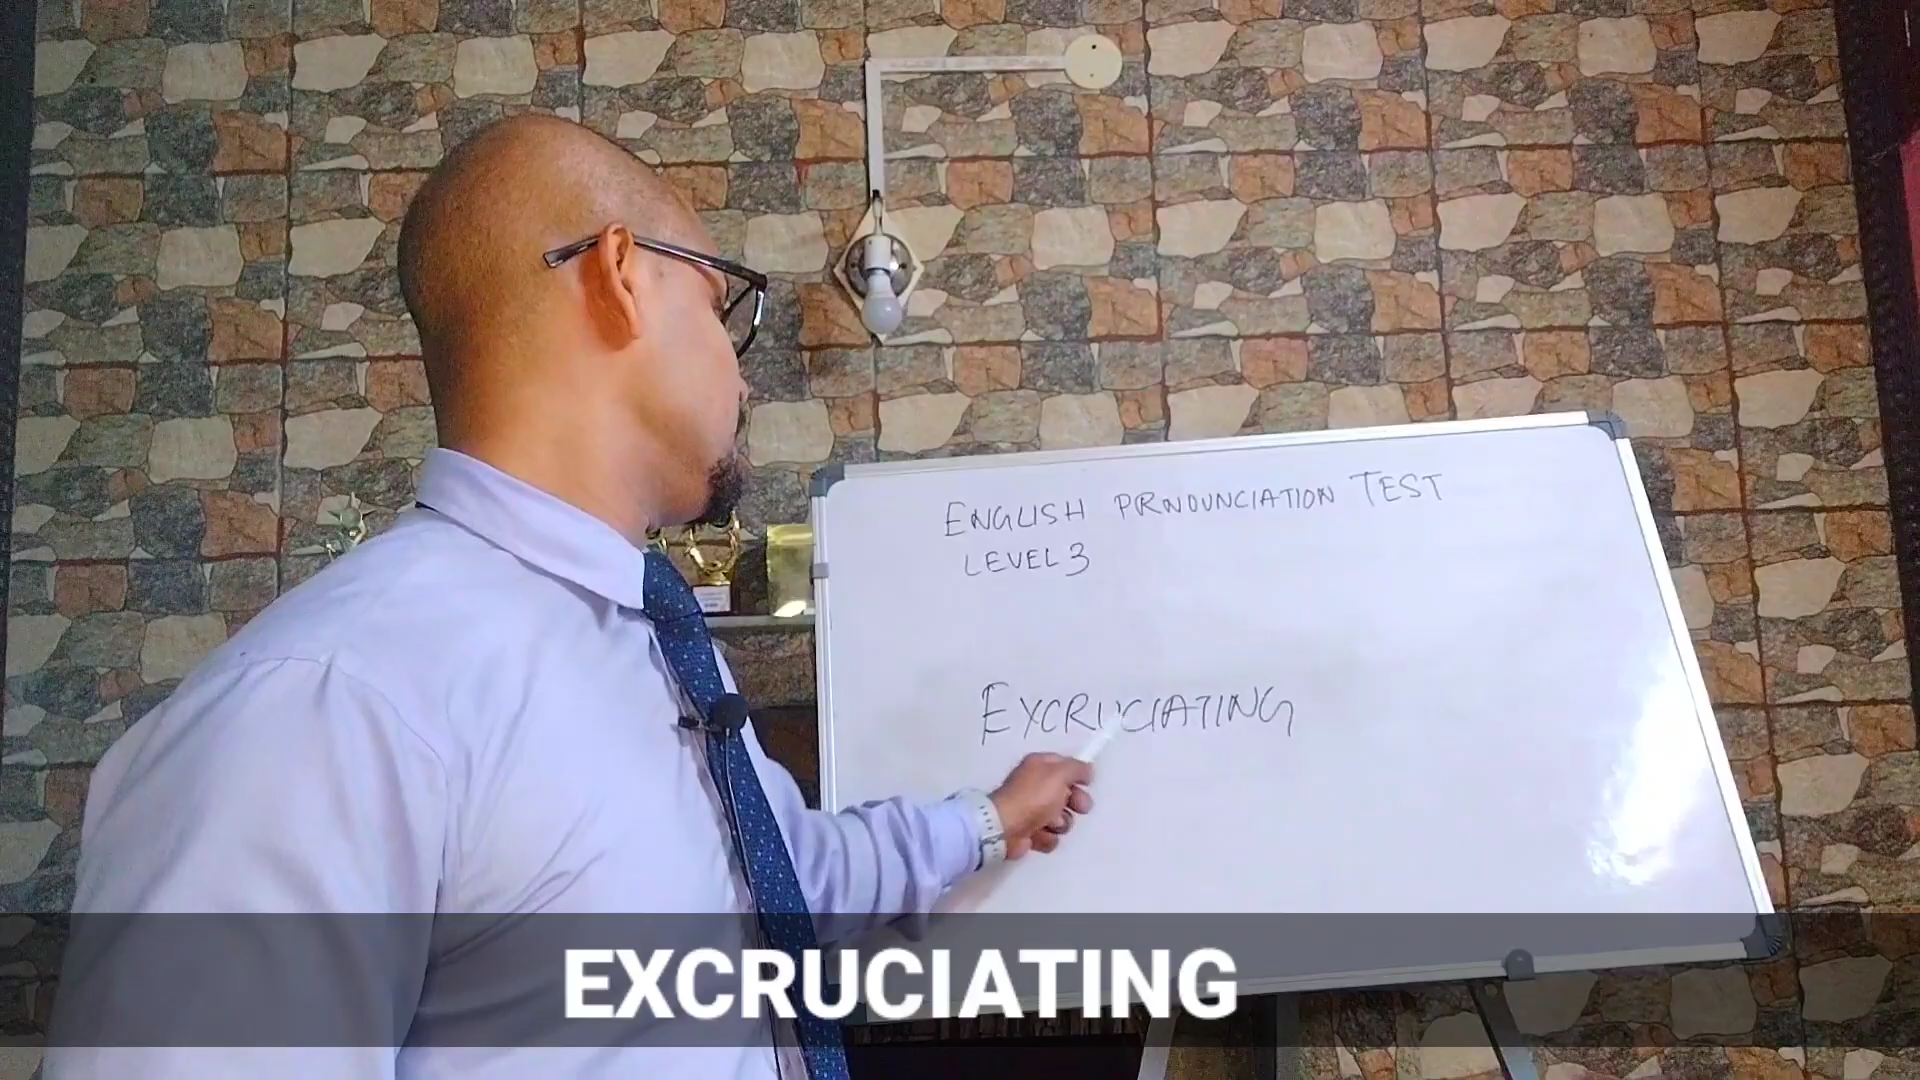 ENGLISH PRNOUNCIATION TEST
LEVEL 3
EXCRUCIATING
EXCRUCIATING